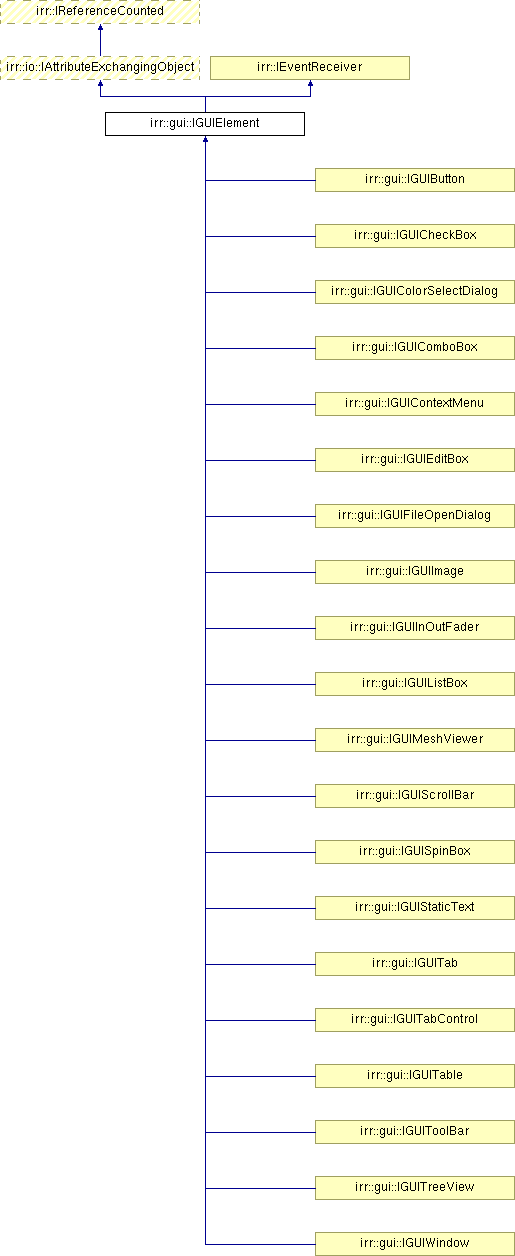 irr::IReferenceCounted
irr::io::IAttributeExchangingObject irr::IEventReceiver
irr::gui::IGUIElement
irr::gui::IGUIButton
irr::gui::IGUICheckBox
irr::gui::IGUIColorSelectDialog
irr::gui::IGUIComboBox
irr::gui::IGUIContextMenu
irr::gui::IGUIEditBox
irr::gui::IGUIFileOpenDialog
irr::gui::IGUIImage
irr::gui::IGUIInOutFader
irr::gui::IGUIListBox
irr::gui::IGUIMeshViewer
irr::gui::IGUIScrollBar
irr::gui::IGUISpinBox
irr::gui::IGUIStaticText
irr::gui::IGUITab
irr::gui::IGUITabControl
irr::gui::IGUITable
irr::gui::IGUIToolBar
irr::gui::IGUITreeView
irr::gui::IGUIWindow